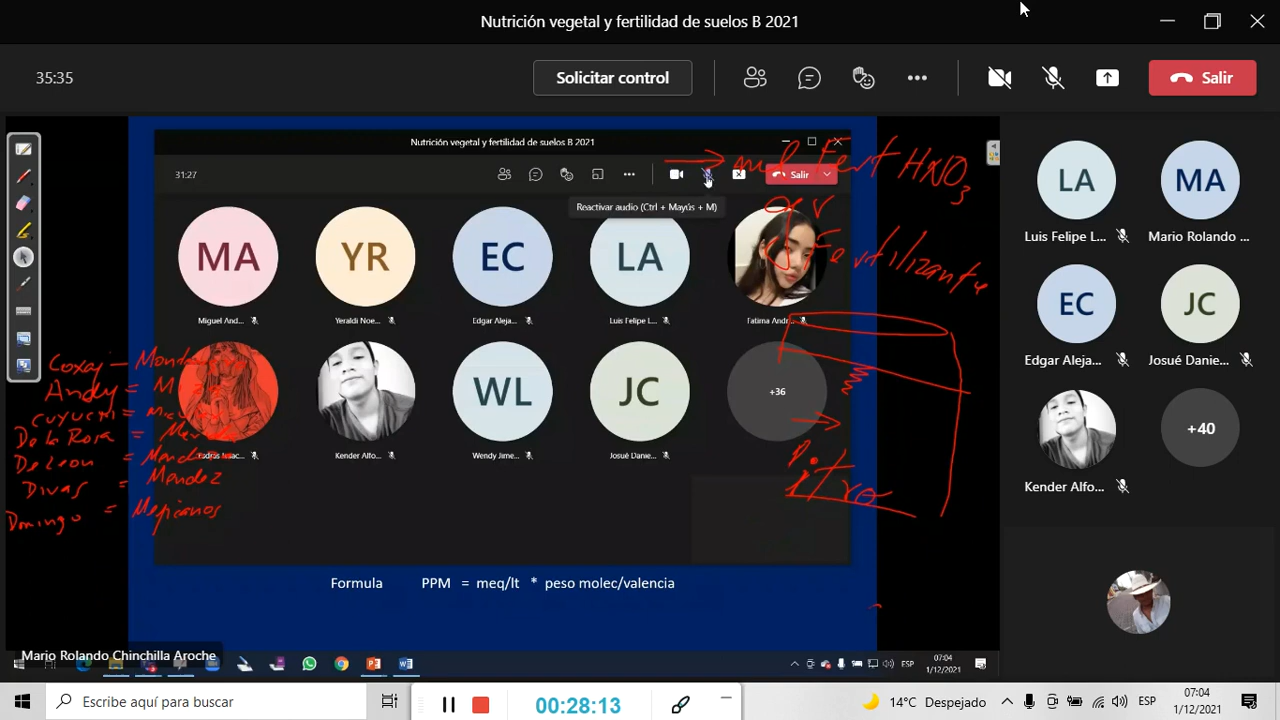 Nutrición vegetal y fertilidad de suelos B 2021
35:35
Solicitar control
Salir
Nutrición vegetal y fertilidad de suelos B 2021
31:27
Salir
Reactivar audio (Ctrl + Mayús + M)
ml Fert HNO3
Fertilizante
MA
YR
EC
LA
Miguel And...
Yeraldi Noe...
Edgar Aleja...
Luis Felipe L...
Fatima Andr...
WL
JC
+36
Kender Alfo...
Wendy Jime...
Josué Danie...
Coxaj –
Andy = M
De la Rosa =
De Leon = Mendez
Divas = Mendez
Domingo = Mejicanos
Litro
Formula PPM = meq/lt * peso molec/valencia
LA
MA
Luis Felipe L...
Mario Rolando ...
EC
JC
Edgar Aleja...
Josué Danie...
+40
Kender Alfo...
Mario Rolando Chinchilla Aroche
ESP
07:04
1/12/2021
Escribe aquí para buscar
00:28:13
14°C Despejado
ESP
07:04
1/12/2021